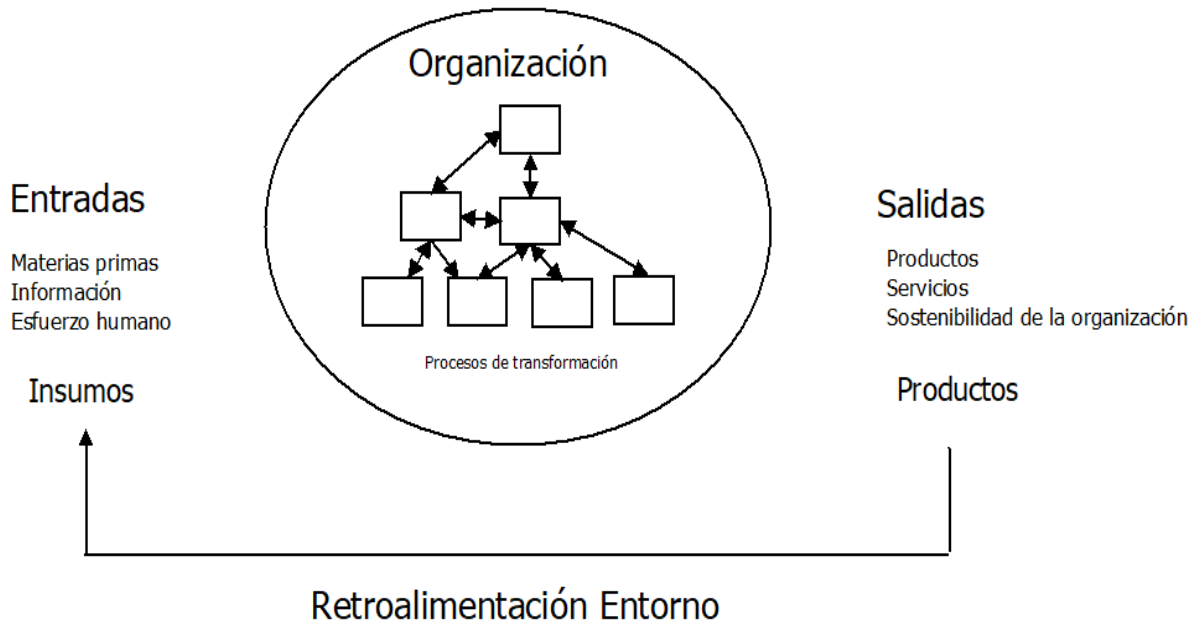 Organización
Entradas
Materias primas
Información
Esfuerzo humano
Insumos
Procesos de transformación
Salidas
Productos
Servicios
Sostenibilidad de la organización
Productos
Retroalimentación Entorno